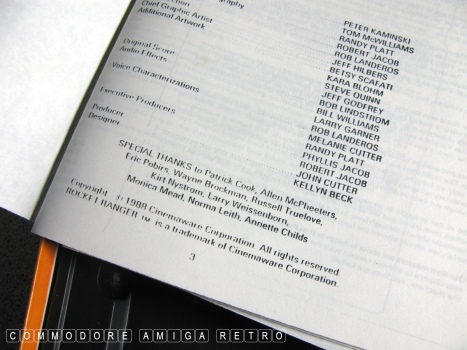 ography
Chief Graphic Artist
Additional Artwork
PETER KAMINSKI
TOM McWILLIAMS
RANDY PLATT
ROBERT JACOB
Original Score
ROB LANDEROS
Audio Effects
JEFF HILBERS
BETSY SCAFATI
Voice Characterizations
KARA BLOHM
STEVE QUINN
JEFF GODFREY
BOB LINDSTROM
BILL WILLIAMS
Executive Producers
LARRY GARNER
ROB LANDEROS
MELANIE CUTTER
RANDY PLATT
PHYLLIS JACOB
Producer
ROBERT JACOB
Designer
JOHN CUTTER
KELLYN BECK
SPECIAL THANKS to Patrick Cook, Allen McPheeters,
Eric Pobirs, Wayne Brockman, Russell Truelove,
Kirt Nystrom, Larry Weissenborn,
Monica Mead, Norma Leith, Annette Childs
Copyright © 1988 Cinemaware Corporation. All rights reserved
ROCKET RANGER ™ is a trademark of Cinemaware Corporation.
3
COMMODORE AMIGA RETRO